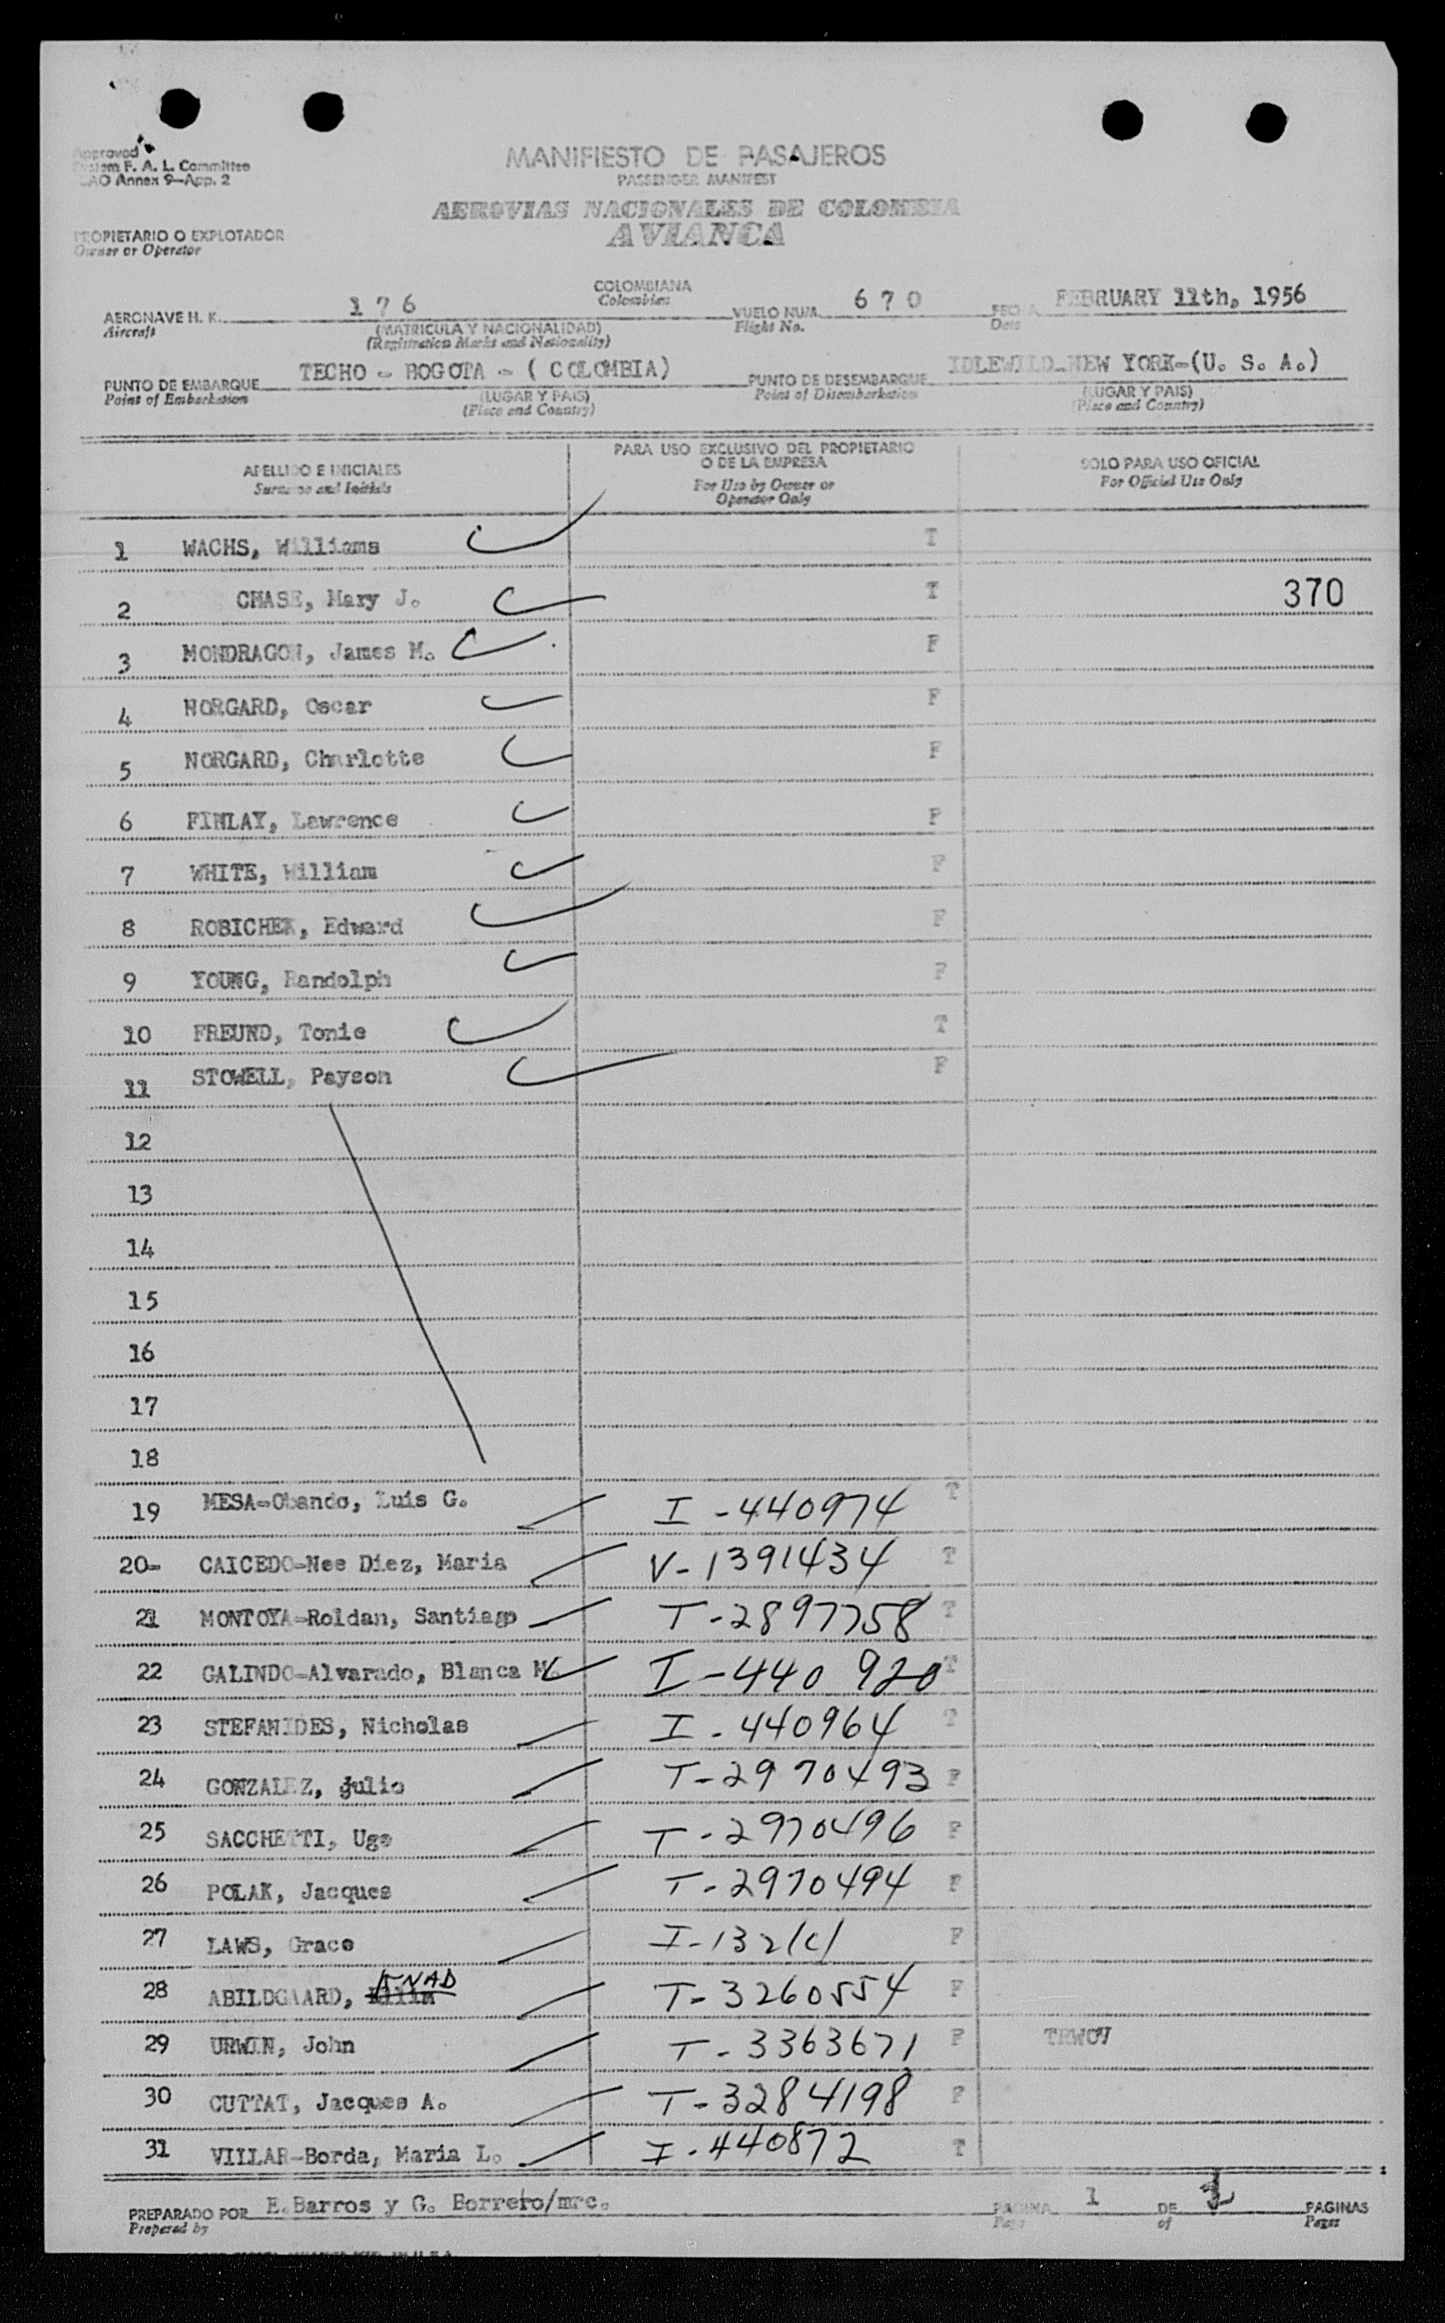 Approved
System F. A. L. Committee
ICAO Annex 9—App. 2
MANIFIESTO DE PASAJEROS
PASSENGER MANIFEST
AEROVIAS NACIONALES DE COLOMBIA
AVIANCA
PROPIETARIO O EXPLOTADOR
Owner or Operator
AERONAVE H. K. 176 COLOMBIANA VUELO NUM. 670 FECHA FEBRUARY 11th, 1956
Aircraft Colombian Flight No. Date
(MATRICULA Y NACIONALIDAD)
(Registration Marks and Nationality)
PUNTO DE EMBARQUE TECHO - BOGOTA - ( COLOMBIA) PUNTO DE DESEMBARQUE IDLEWILD-NEW YORK-(U. S. A.)
Point of Embarkation (LUGAR Y PAIS) Point of Disembarkation (LUGAR Y PAIS)
(Place and Country) (Place and Country)
APELLIDO E INICIALES
Surname and Initials
PARA USO EXCLUSIVO DEL PROPIETARIO
O DE LA EMPRESA
For Use by Owner or
Operator Only
SOLO PARA USO OFICIAL
For Official Use Only
1 WACHS, Williams T
2 CHASE, Mary J. T 370
3 MONDRAGON, James M. F
4 NORGARD, Oscar F
5 NORGARD, Charlotte F
6 FINLAY, Lawrence F
7 WHITE, William F
8 ROBICHEK, Edward F
9 YOUNG, Randolph F
10 FREUND, Tonie T
11 STOWELL, Payson F
12
13
14
15
16
17
18
19 MESA-Obando, Luis G. I-440974 T
20- CAICEDO-Nee Diez, Maria V-1391434 T
21 MONTOYA-Roldan, Santiago T-2897758 T
22 GALINDO-Alvarado, Blanca M. I-440 920 T
23 STEFANIDES, Nicholas I-440964 T
24 GONZALEZ, Julio T-2970493 F
25 SACCHETTI, Ugo T-2970496 F
26 POLAK, Jacques T-2970494 F
27 LAWS, Grace I-132(c) F
28 ABILDGAARD, KNAD T-3260554 F
29 URWIN, John T-3363671 F TRWOV
30 CUTTAT, Jacques A. T-3284198 F
31 VILLAR-Borda, Maria L. I-440872 T
PREPARADO POR E.Barros y G. Borrero/mrc. PAGINA 1 DE PAGINAS
Prepared by Page of Pages